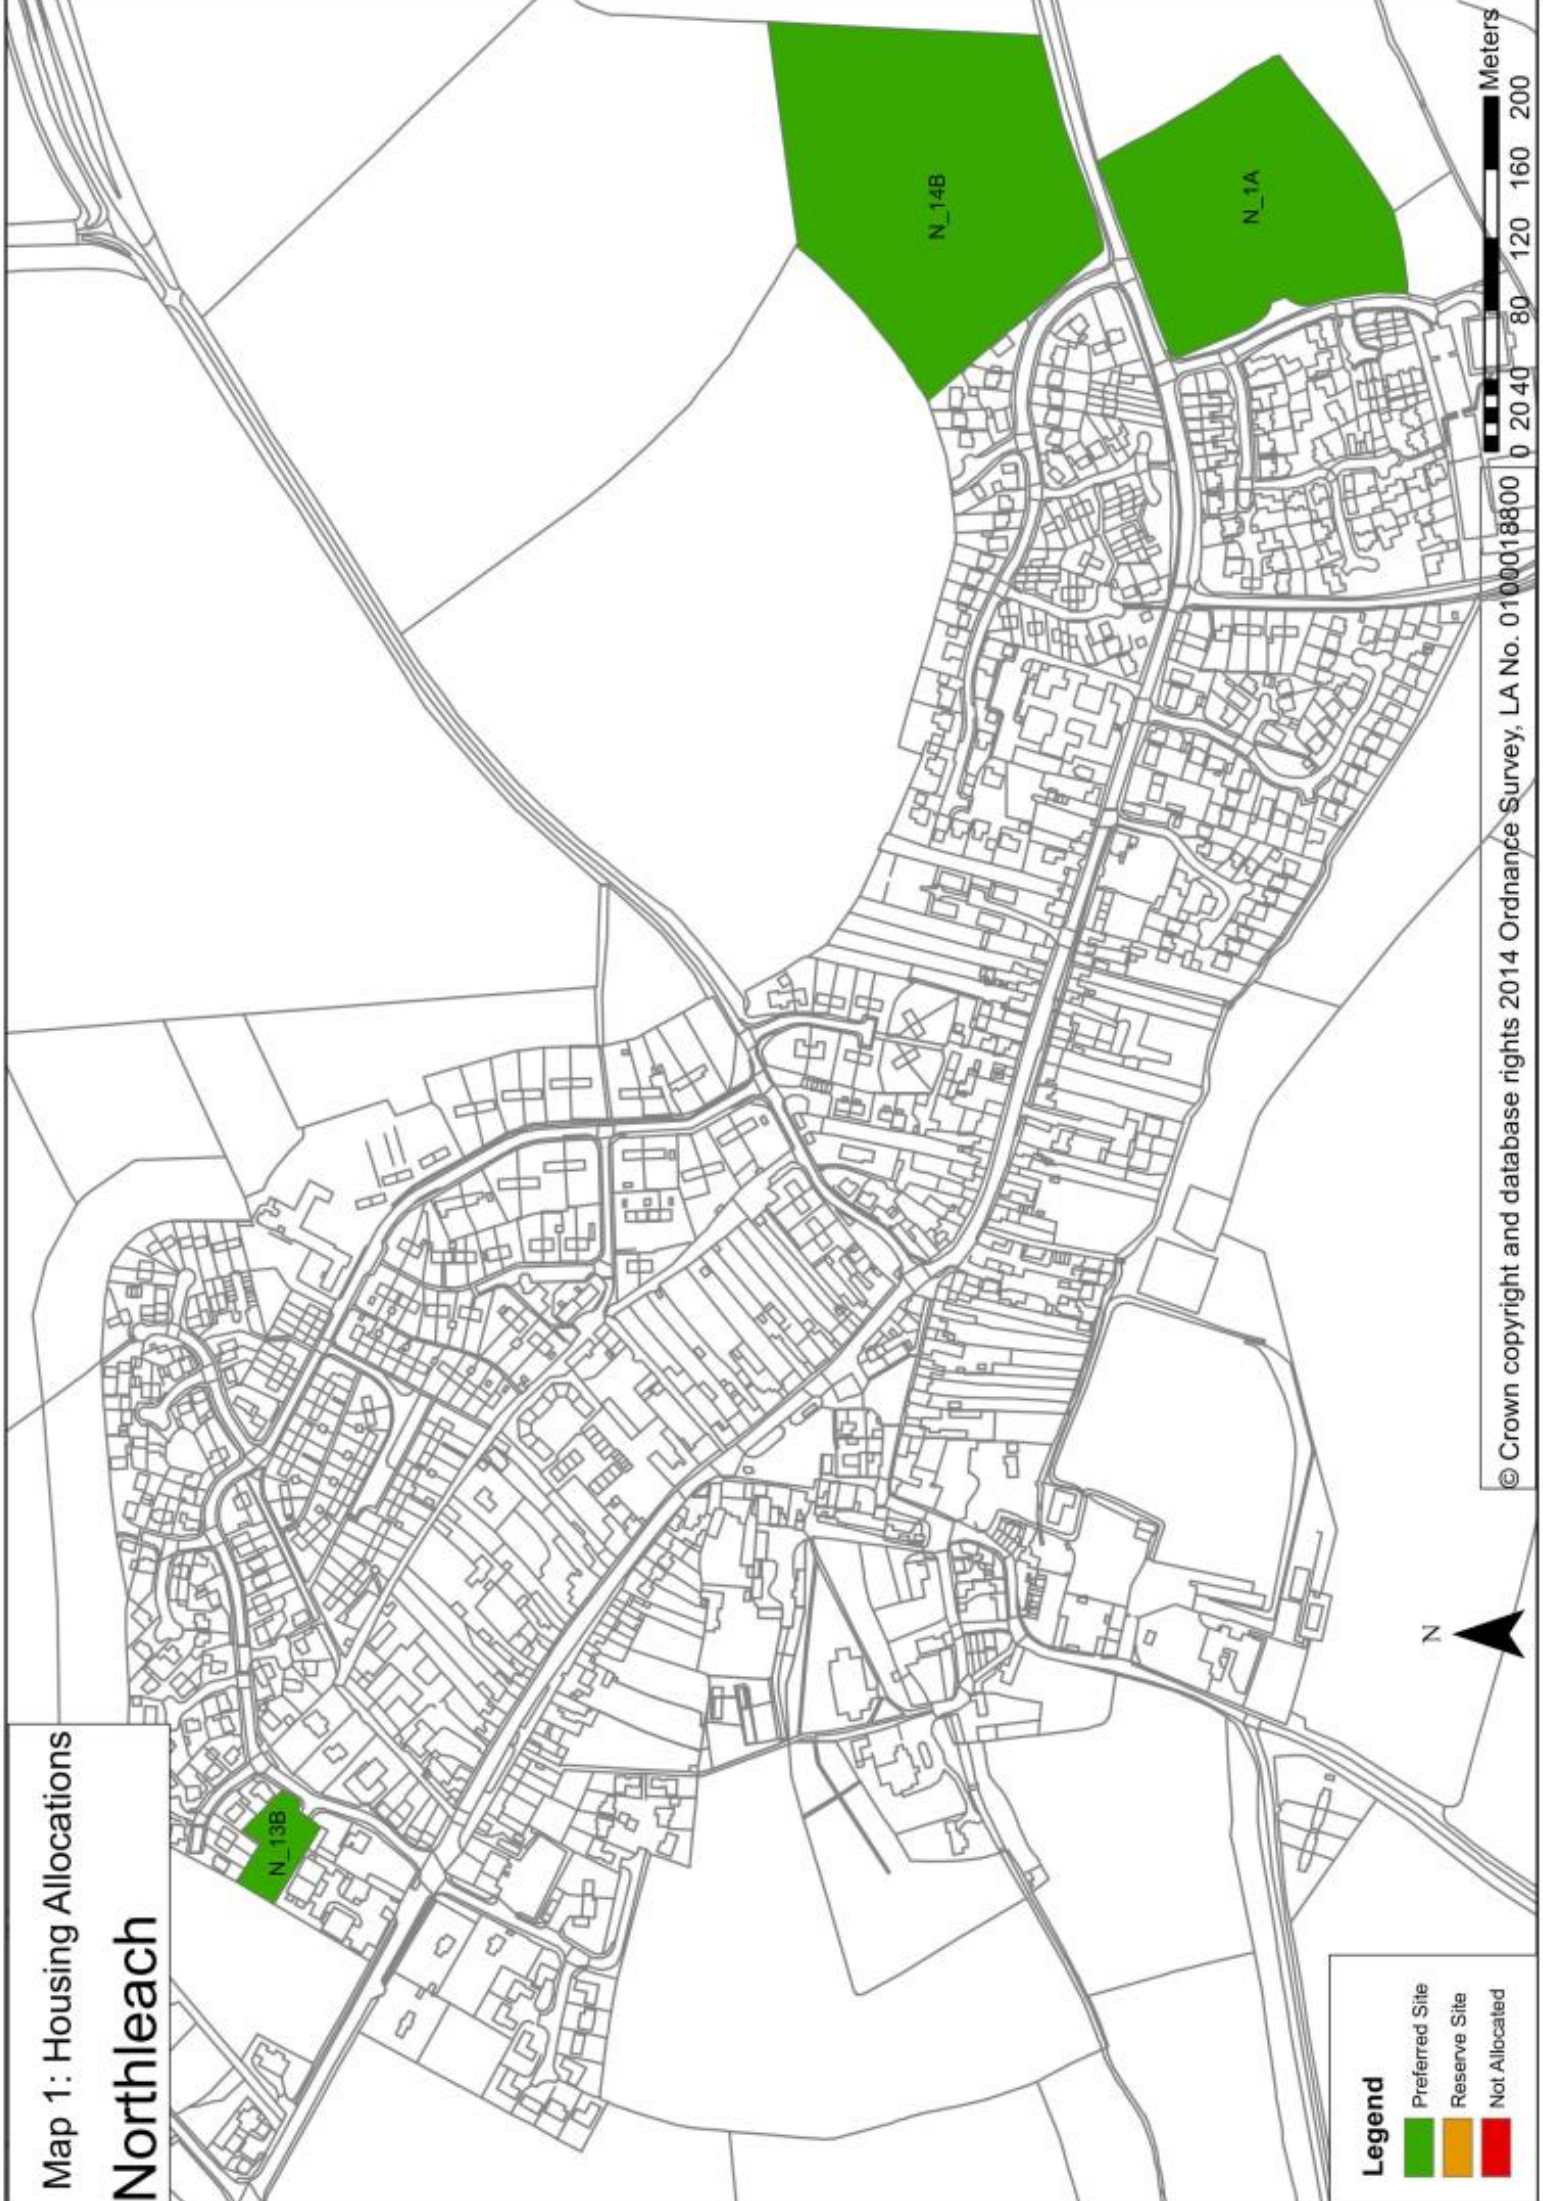 Map 1: Housing Allocations
Northleach
N_13B
N_14B
N_1A
Legend
Preferred Site
Reserve Site
Not Allocated
N
© Crown copyright and database rights 2014 Ordnance Survey, LA No. 0100018800
0 20 40 80 120 160 200
Meters